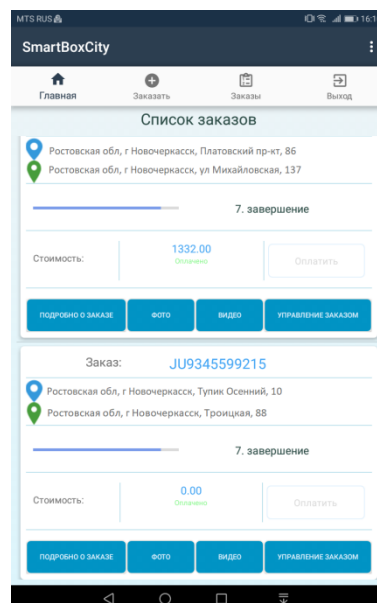 MTS RUS 16:1
SmartBoxCity
Главная Заказать Заказы Выход
Список заказов
Ростовская обл, г Новочеркасск, Платовский пр-кт, 86
Ростовская обл, г Новочеркасск, ул Михайловская, 137
7. завершение
Стоимость: 1332.00 Оплатить
Оплачено
ПОДРОБНО О ЗАКАЗЕ ФОТО ВИДЕО УПРАВЛЕНИЕ ЗАКАЗОМ
Заказ: JU9345599215
Ростовская обл, г Новочеркасск, Тупик Осенний, 10
Ростовская обл, г Новочеркасск, Троицкая, 88
7. завершение
Стоимость: 0.00 Оплатить
Оплачено
ПОДРОБНО О ЗАКАЗЕ ФОТО ВИДЕО УПРАВЛЕНИЕ ЗАКАЗОМ